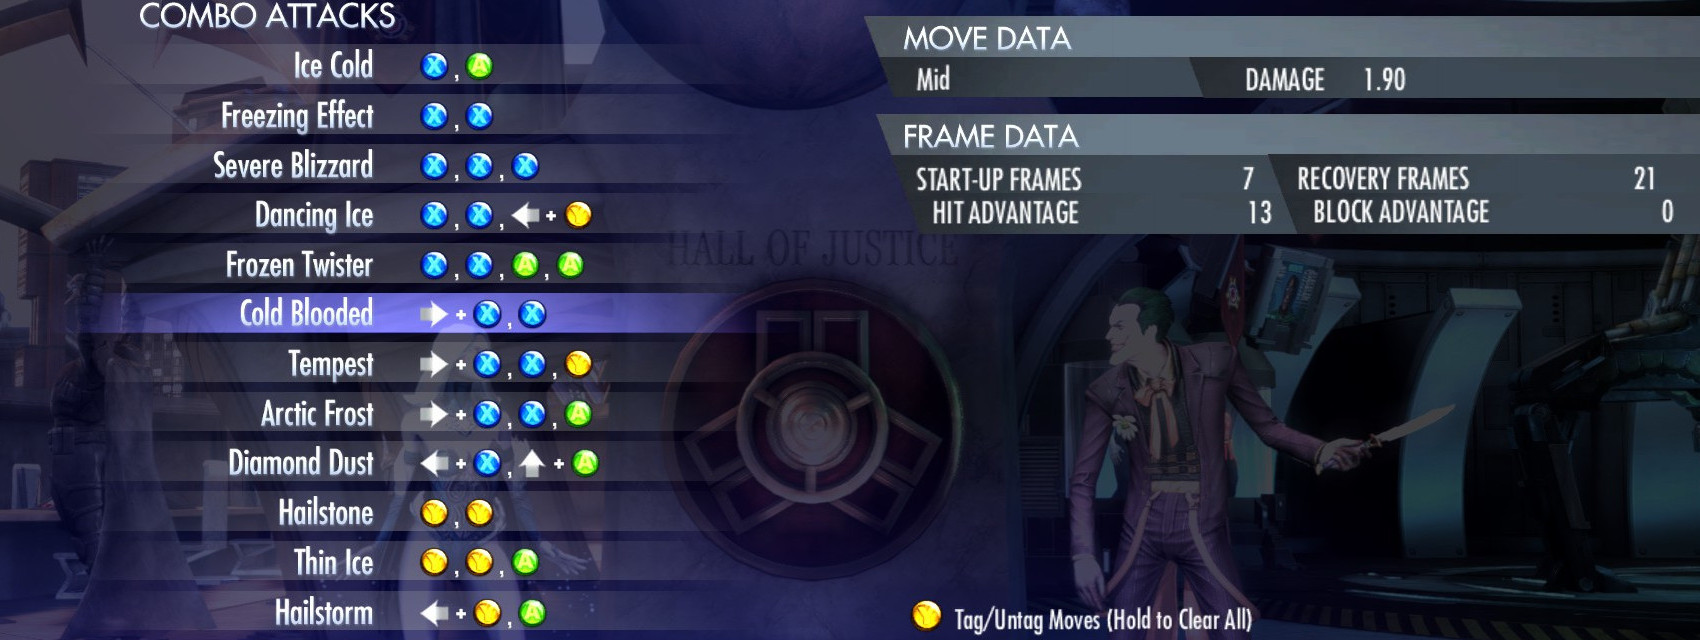 COMBO ATTACKS
Ice Cold X , A
Freezing Effect X , X
Severe Blizzard X , X , X
Dancing Ice X , X , ← + Y
Frozen Twister X , X , A , A
Cold Blooded → + X , X
Tempest → + X , X , Y
Arctic Frost → + X , X , A
Diamond Dust ← + X , ↑ + A
Hailstone Y , Y
Thin Ice Y , Y , A
Hailstorm ← + Y , A
MOVE DATA
Mid DAMAGE 1.90
FRAME DATA
START-UP FRAMES 7 RECOVERY FRAMES 21
HIT ADVANTAGE 13 BLOCK ADVANTAGE 0
HALL OF JUSTICE
Y Tag/Untag Moves (Hold to Clear All)